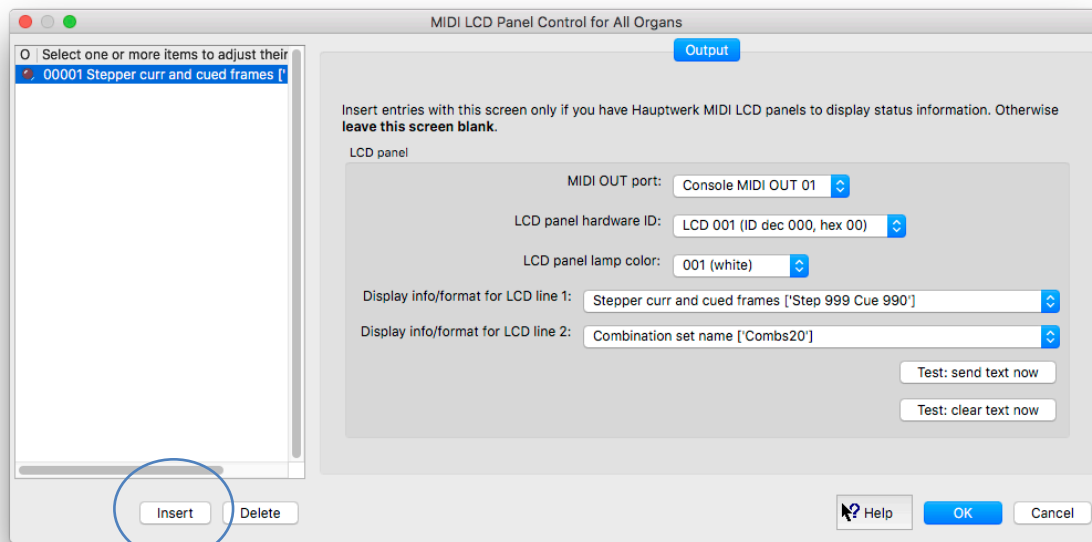 MIDI LCD Panel Control for All Organs
O Select one or more items to adjust their
00001 Stepper curr and cued frames ['
Output
Insert entries with this screen only if you have Hauptwerk MIDI LCD panels to display status information. Otherwise
leave this screen blank.
LCD panel
MIDI OUT port: Console MIDI OUT 01
LCD panel hardware ID: LCD 001 (ID dec 000, hex 00)
LCD panel lamp color: 001 (white)
Display info/format for LCD line 1: Stepper curr and cued frames ['Step 999 Cue 990']
Display info/format for LCD line 2: Combination set name ['Combs20']
Test: send text now
Test: clear text now
Insert Delete
? Help OK Cancel